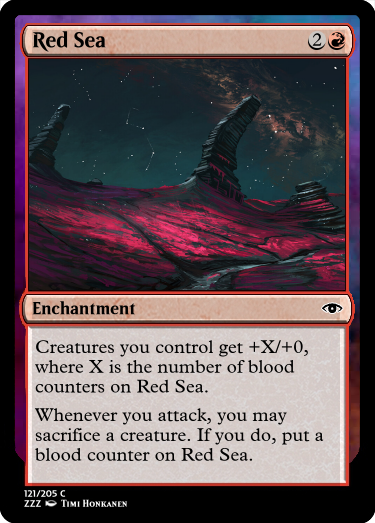 Red Sea
2
Enchantment
Creatures you control get +X/+0,
where X is the number of blood
counters on Red Sea.
Whenever you attack, you may
sacrifice a creature. If you do, put a
blood counter on Red Sea.
121/205 C
ZZZ Timi Honkanen